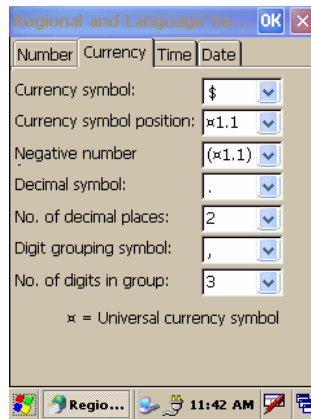 Regional and Language Se... OK
Number Currency Time Date
Currency symbol: $
Currency symbol position: ¤1.1
Negative number (¤1.1)
Decimal symbol: .
No. of decimal places: 2
Digit grouping symbol: ,
No. of digits in group: 3
¤ = Universal currency symbol
Regio... 11:42 AM